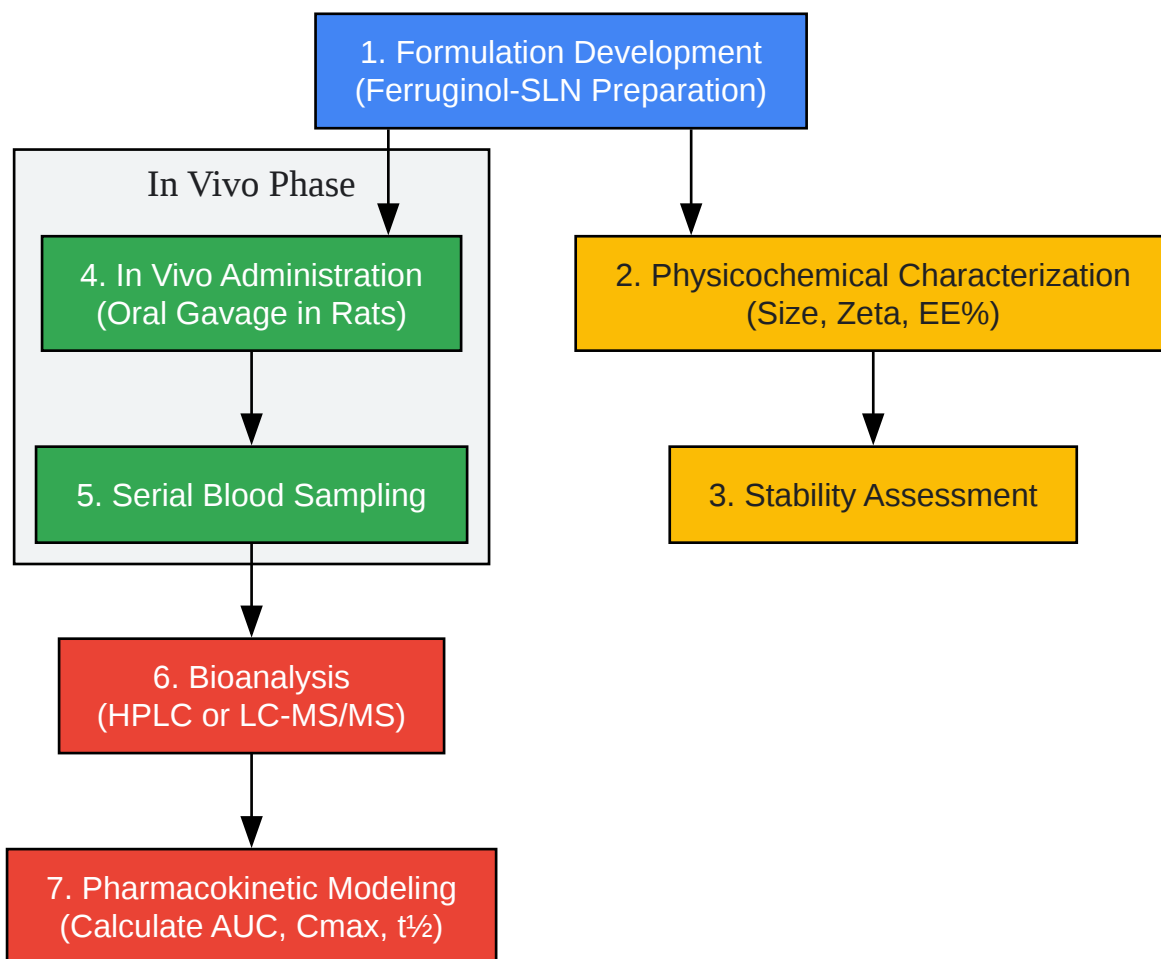 1. Formulation Development
(Ferruginol-SLN Preparation)
In Vivo Phase
4. In Vivo Administration
(Oral Gavage in Rats)
2. Physicochemical Characterization
(Size, Zeta, EE%)
5. Serial Blood Sampling
3. Stability Assessment
6. Bioanalysis
(HPLC or LC-MS/MS)
7. Pharmacokinetic Modeling
(Calculate AUC, Cmax, t½)